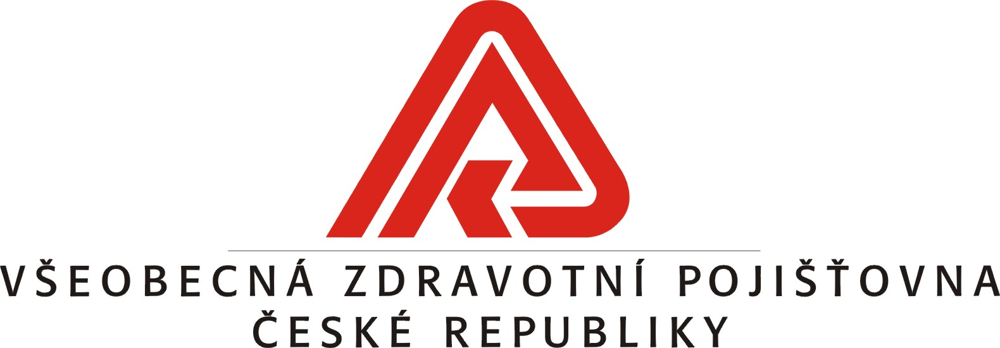 VŠEOBECNÁ ZDRAVOTNÍ POJIŠŤOVNA
ČESKÉ REPUBLIKY